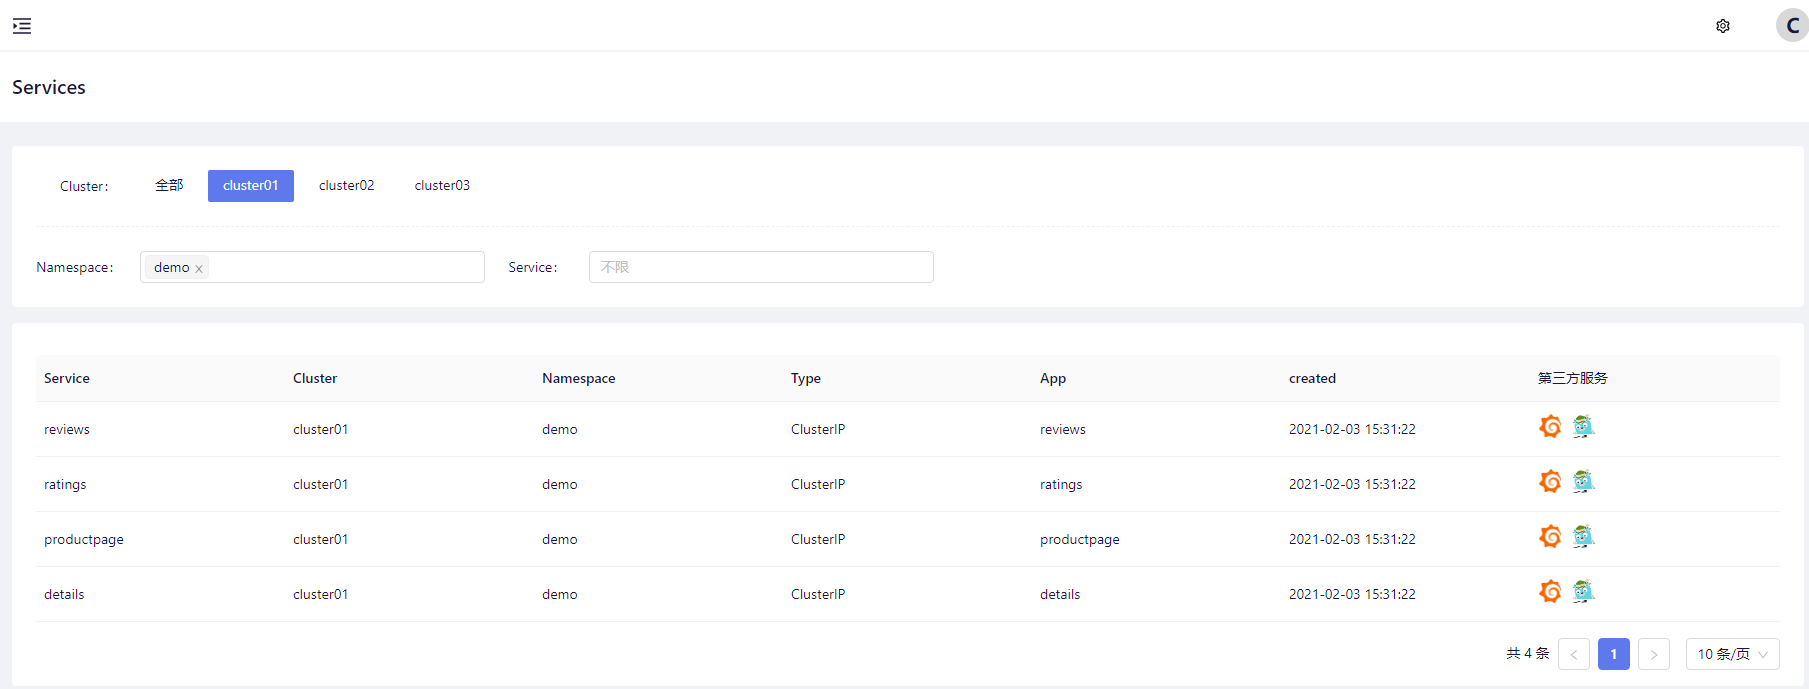 C
Services
Cluster: 全部 cluster01 cluster02 cluster03
Namespace: demo x Service: 不限
Service Cluster Namespace Type App created 第三方服务
reviews cluster01 demo ClusterIP reviews 2021-02-03 15:31:22
ratings cluster01 demo ClusterIP ratings 2021-02-03 15:31:22
productpage cluster01 demo ClusterIP productpage 2021-02-03 15:31:22
details cluster01 demo ClusterIP details 2021-02-03 15:31:22
共 4 条 < 1 > 10 条/页